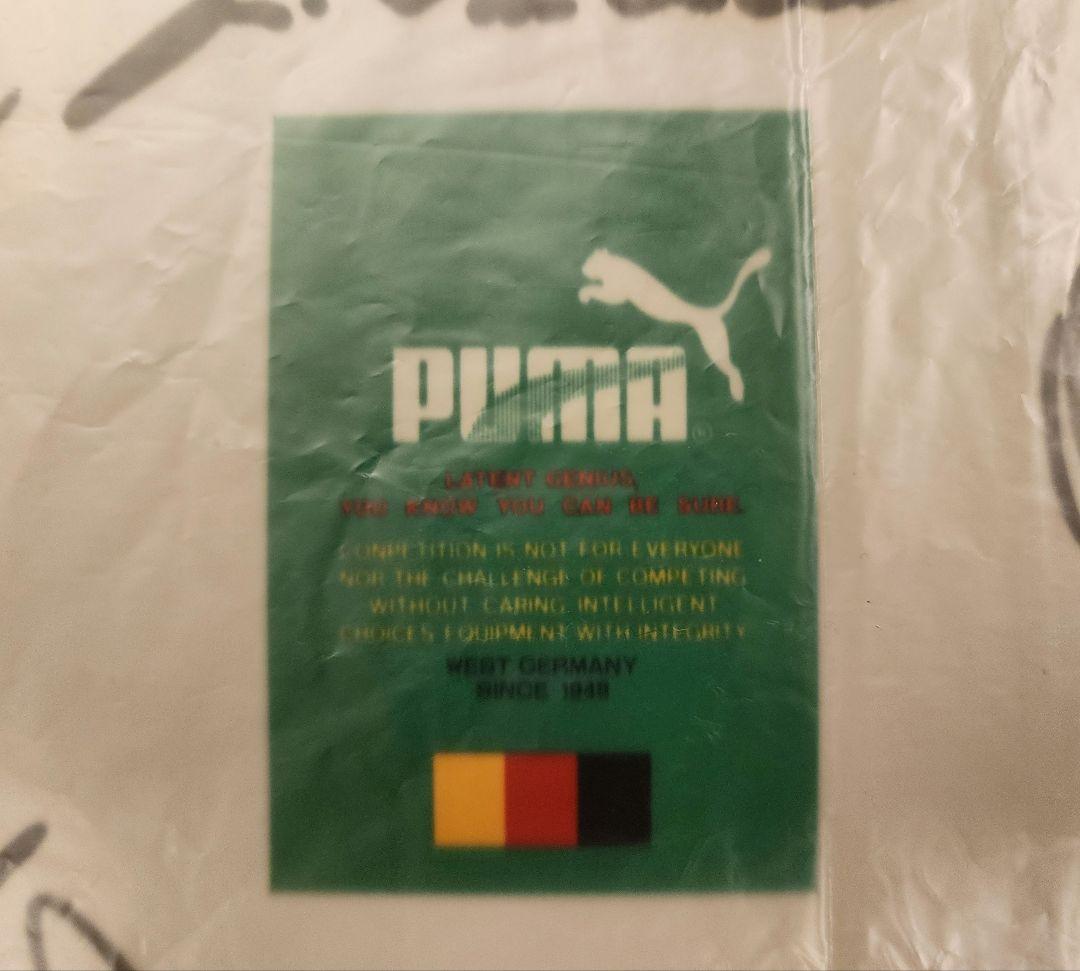 PUMA
LATENT GENIUS,
YOU KNOW YOU CAN BE SURE.
CONPETITION IS NOT FOR EVERYONE
NOR THE CHALLENGE OF COMPETING
WITHOUT CARING, INTELLIGENT
CHOICES EQUIPMENT WITH INTEGRITY
WEST GERMANY
SINCE 1948